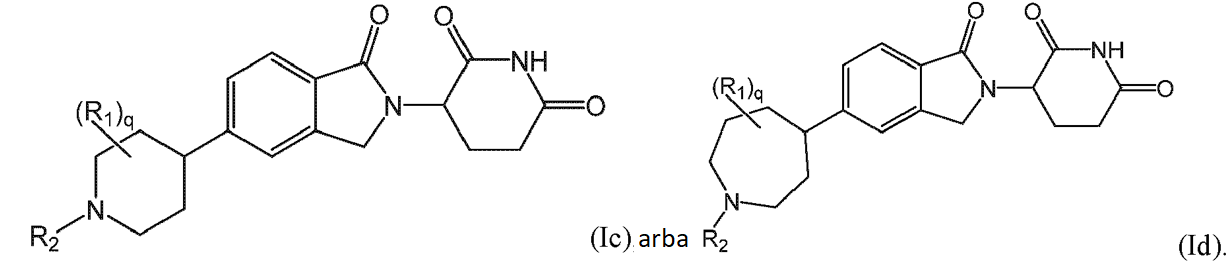 O O O O
NH NH
(R₁)q O (R₁)q O
N N
N N
R₂ (Ic) arba R₂ (Id).